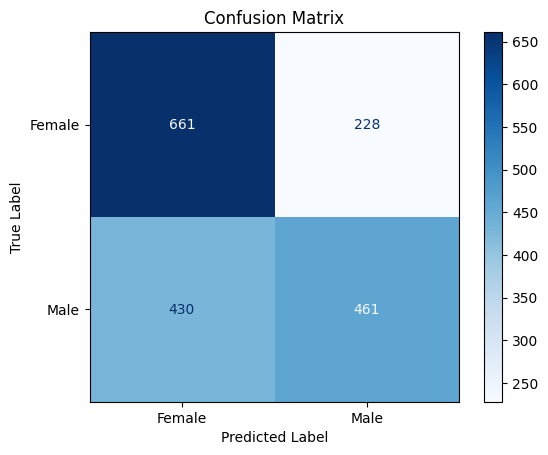 Confusion Matrix
True Label
Female
661
228
Male
430
461
Female
Male
Predicted Label
650
600
550
500
450
400
350
300
250